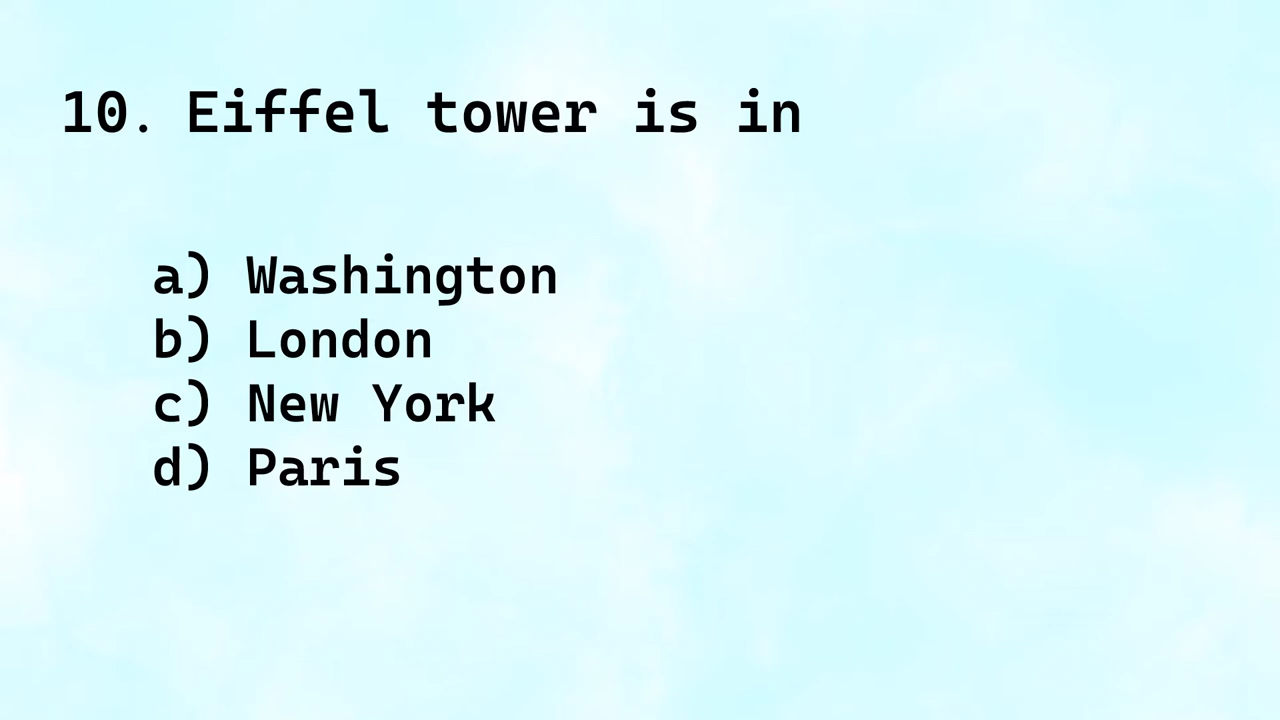 10. Eiffel tower is in
a) Washington
b) London
c) New York
d) Paris